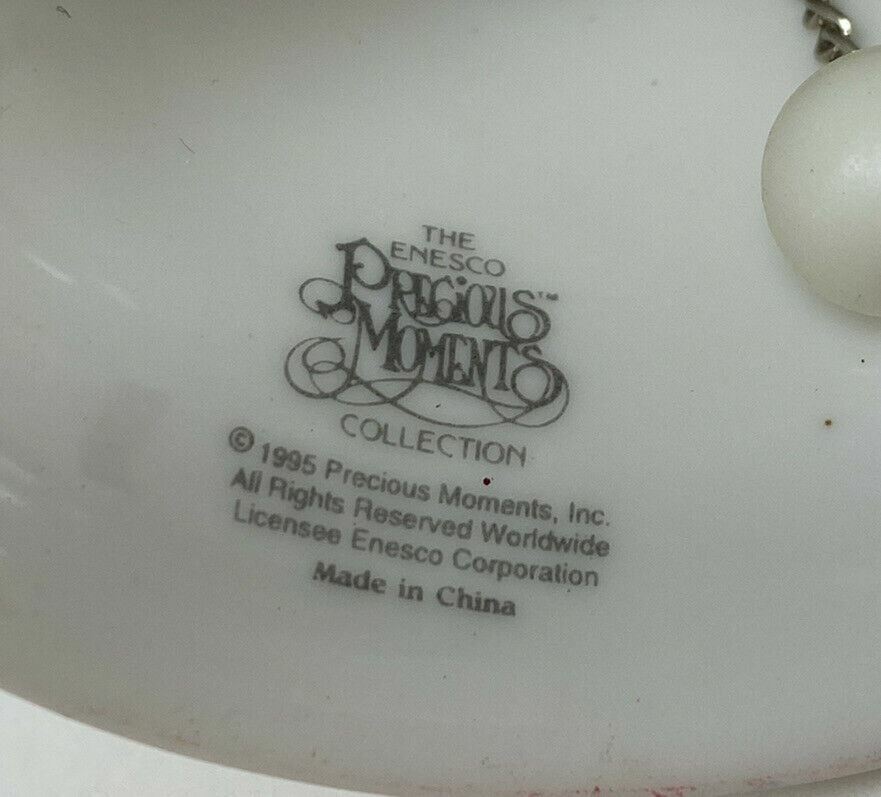 THE
ENESCO
PRECIOUS™
MOMENTS
COLLECTION
© 1995 Precious Moments, Inc.
All Rights Reserved Worldwide
Licensee Enesco Corporation
Made in China